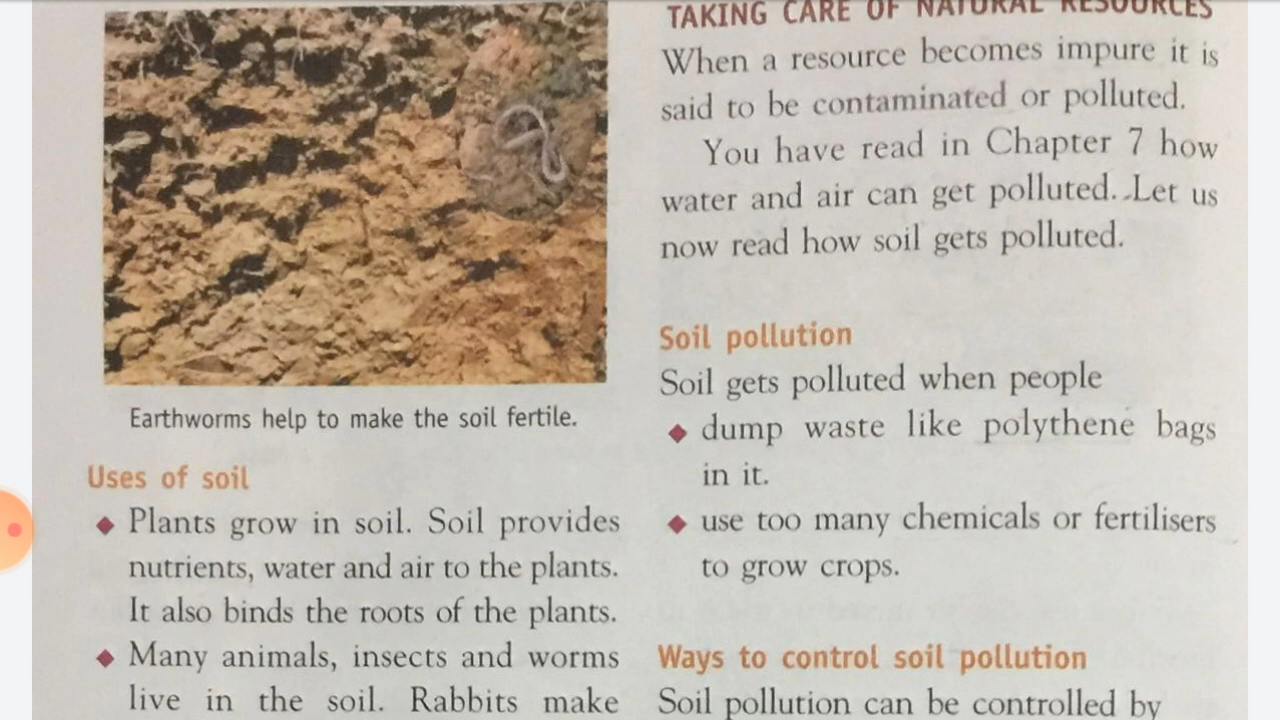 Earthworms help to make the soil fertile.
Uses of soil
◆ Plants grow in soil. Soil provides
nutrients, water and air to the plants.
It also binds the roots of the plants.
◆ Many animals, insects and worms
live in the soil. Rabbits make
TAKING CARE OF NATURAL RESOURCES
When a resource becomes impure it is
said to be contaminated or polluted.
You have read in Chapter 7 how
water and air can get polluted. Let us
now read how soil gets polluted.
Soil pollution
Soil gets polluted when people
◆ dump waste like polythene bags
in it.
◆ use too many chemicals or fertilisers
to grow crops.
Ways to control soil pollution
Soil pollution can be controlled by